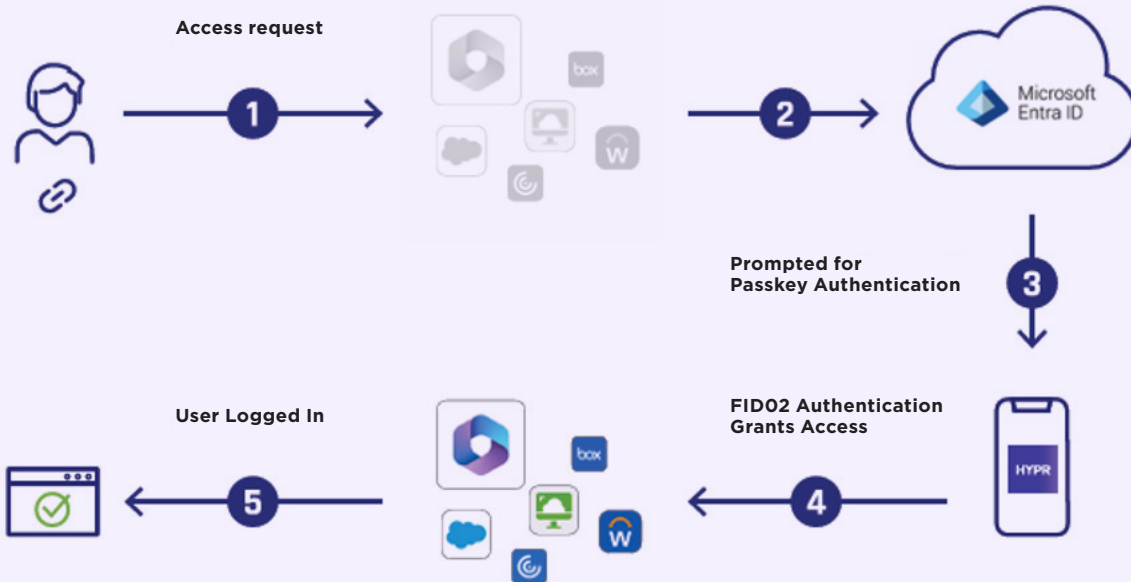 Access request
box
Microsoft
Entra ID
w
1
2
Prompted for
Passkey Authentication
3
User Logged In
FIDO2 Authentication
Grants Access
box
HYPR
w
5
4